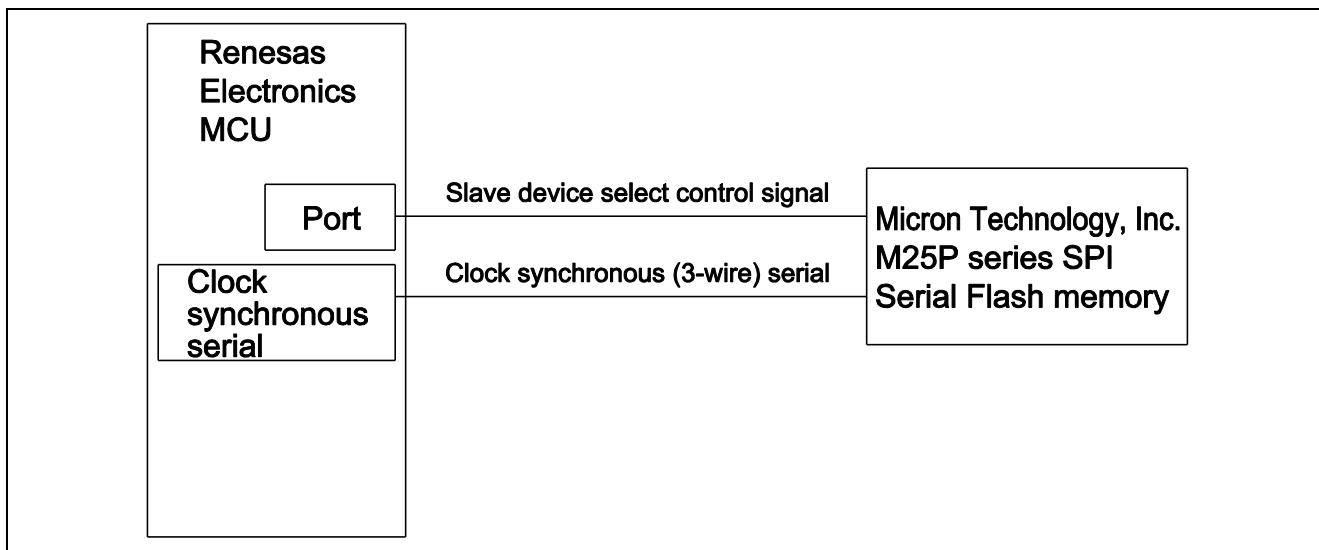 Renesas
Electronics
MCU
Port
Clock
synchronous
serial
Slave device select control signal
Clock synchronous (3-wire) serial
Micron Technology, Inc.
M25P series SPI
Serial Flash memory